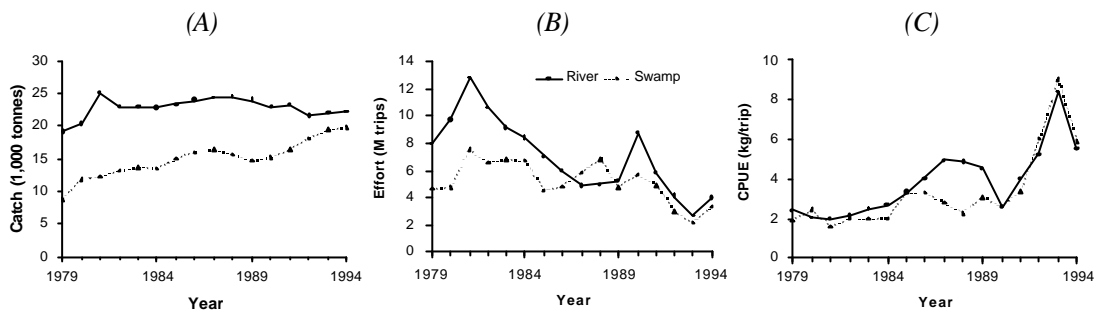 (A)
Catch (1,000 tonnes)
30
25
20
15
10
5
0
1979 1984 1989 1994
Year
(B)
River Swamp
Effort (M trips)
14
12
10
8
6
4
2
0
1979 1984 1989 1994
Year
(C)
CPUE (kg/trip)
10
8
6
4
2
0
1979 1984 1989 1994
Year